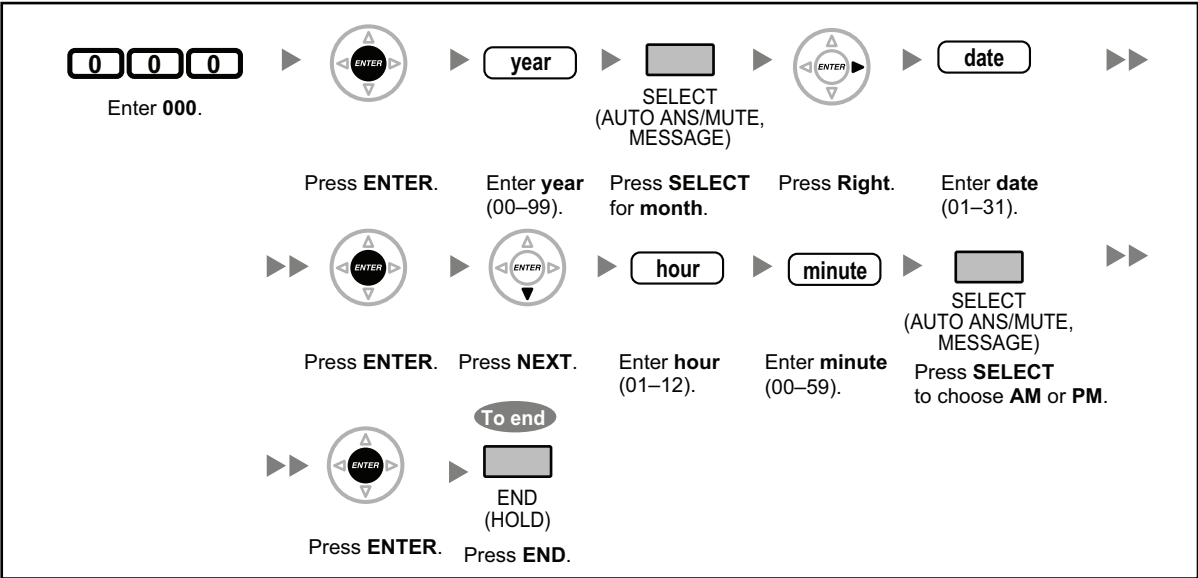 0 0 0
ENTER
year
ENTER
date
Enter 000.
SELECT
(AUTO ANS/MUTE,
MESSAGE)
Press ENTER.
Enter year
(00–99).
Press SELECT
for month.
Press Right.
Enter date
(01–31).
ENTER
ENTER
hour
minute
SELECT
(AUTO ANS/MUTE,
MESSAGE)
Press ENTER.
Press NEXT.
Enter hour
(01–12).
Enter minute
(00–59).
Press SELECT
to choose AM or PM.
To end
ENTER
END
(HOLD)
Press ENTER.
Press END.